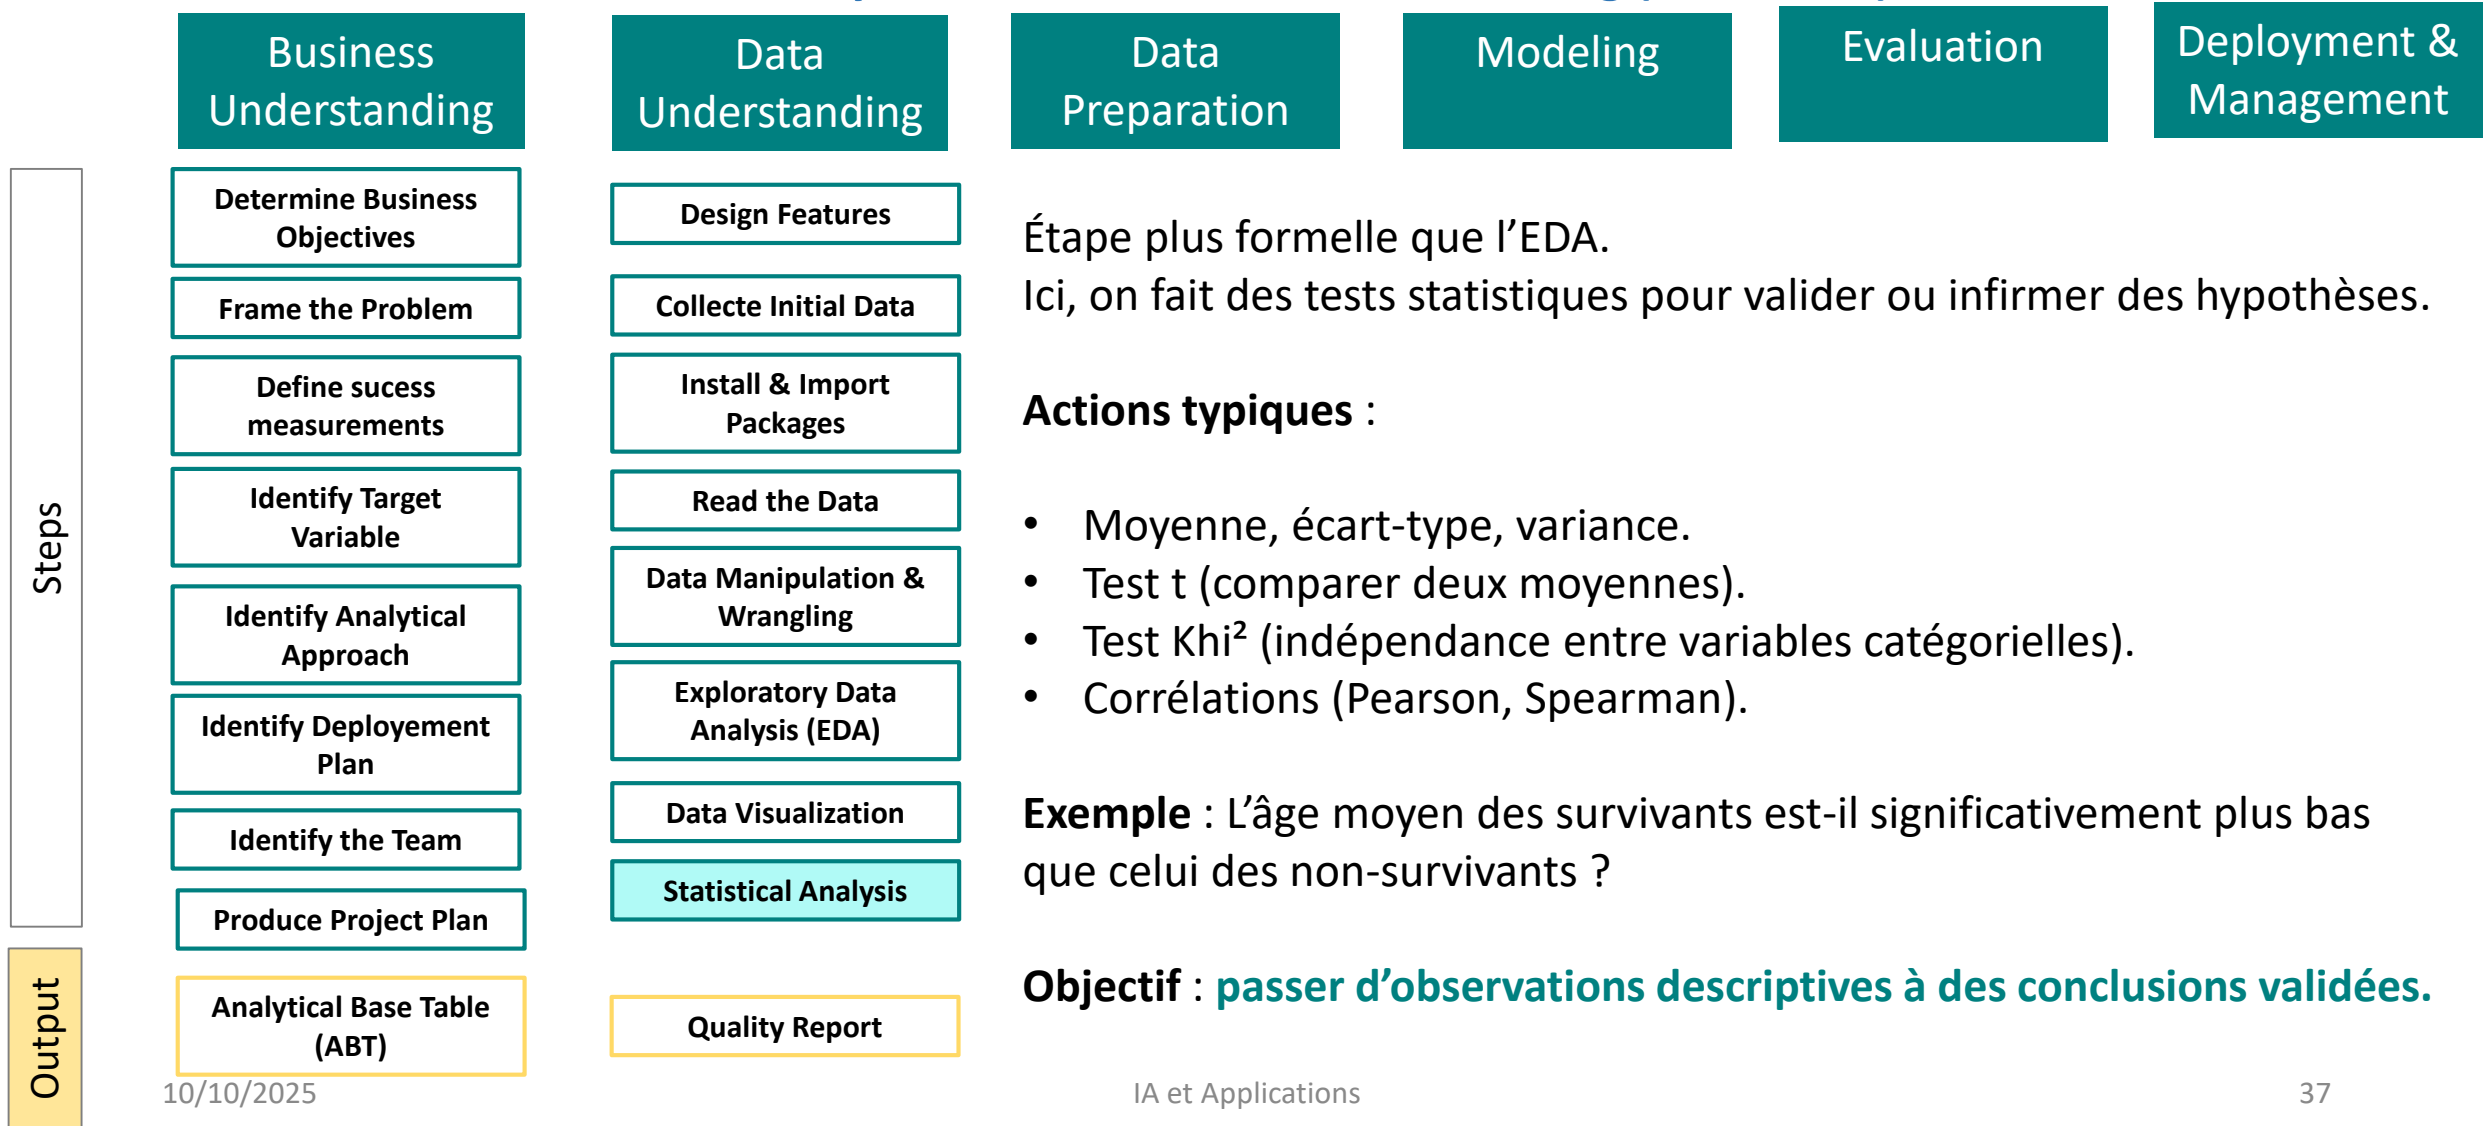 Business
Understanding
Data
Understanding
Data
Preparation
Modeling
Evaluation
Deployment &
Management
Steps
Determine Business
Objectives
Frame the Problem
Define sucess
measurements
Identify Target
Variable
Identify Analytical
Approach
Identify Deployement
Plan
Identify the Team
Produce Project Plan
Design Features
Collecte Initial Data
Install & Import
Packages
Read the Data
Data Manipulation &
Wrangling
Exploratory Data
Analysis (EDA)
Data Visualization
Statistical Analysis
Étape plus formelle que l’EDA.
Ici, on fait des tests statistiques pour valider ou infirmer des hypothèses.
Actions typiques :
• Moyenne, écart-type, variance.
• Test t (comparer deux moyennes).
• Test Khi² (indépendance entre variables catégorielles).
• Corrélations (Pearson, Spearman).
Exemple : L’âge moyen des survivants est-il significativement plus bas
que celui des non-survivants ?
Objectif : passer d’observations descriptives à des conclusions validées.
Output
Analytical Base Table
(ABT)
Quality Report
10/10/2025
IA et Applications
37